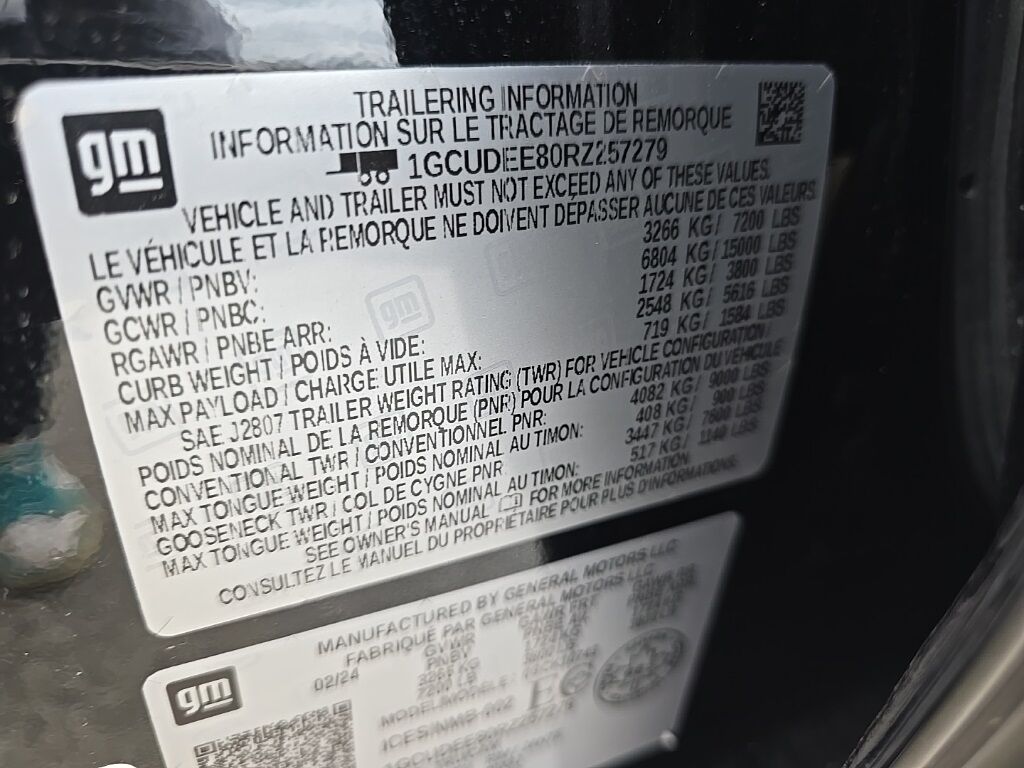 gm
TRAILERING INFORMATION
INFORMATION SUR LE TRACTAGE DE REMORQUE
1GCUDEE80RZ257279
VEHICLE AND TRAILER MUST NOT EXCEED ANY OF THESE VALUES.
LE VÉHICULE ET LA REMORQUE NE DOIVENT DÉPASSER AUCUNE DE CES VALEURS.
GVWR / PNBV: 3266 KG/ 7200 LBS
GCWR / PNBC: 6804 KG/ 15000 LBS
RGAWR / PNBE ARR: 1724 KG/ 3800 LBS
CURB WEIGHT / POIDS À VIDE: 2548 KG/ 5616 LBS
MAX PAYLOAD / CHARGE UTILE MAX: 719 KG/ 1584 LBS
SAE J2807 TRAILER WEIGHT RATING (TWR) FOR VEHICLE CONFIGURATION /
POIDS NOMINAL DE LA REMORQUE (PNR) POUR LA CONFIGURATION DU VÉHICULE
CONVENTIONAL TWR / CONVENTIONNEL PNR: 4082 KG/ 9000 LBS
MAX TONGUE WEIGHT / POIDS NOMINAL AU TIMON: 408 KG/ 900 LBS
GOOSENECK TWR / COL DE CYGNE PNR: 3447 KG/ 7600 LBS
MAX TONGUE WEIGHT / POIDS NOMINAL AU TIMON: 517 KG/ 1140 LBS
SEE OWNER'S MANUAL FOR MORE INFORMATION.
CONSULTEZ LE MANUEL DU PROPRIÉTAIRE POUR PLUS D'INFORMATIONS.
gm
MANUFACTURED BY GENERAL MOTORS LLC
FABRIQUE PAR GENERAL MOTORS LLC
02/24
GVWR
PNBV
3266 KG
7200 LB